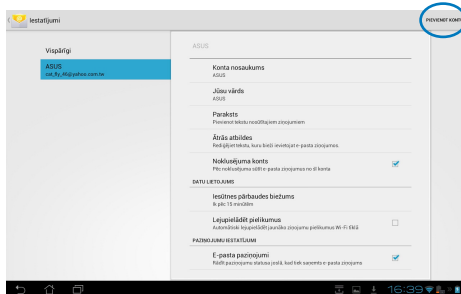 Iestatījumi
PIEVIENOT KONTU
Vispārīgi
ASUS
cat_fly_48@yahoo.com.tw
ASUS
Konta nosaukums
ASUS
Jūsu vārds
ASUS
Paraksts
Pievienot tekstu nosūtītajiem ziņojumiem
Ātrās atbildes
Rediģējiet tekstu, kuru bieži ievietojat e-pasta ziņojumos.
Noklusējuma konts
Pēc noklusējuma sūtīt e-pasta ziņojumus no šī konta
DATU LIETOJUMS
Iesūtnes pārbaudes biežums
Ik pēc 15 minūtēm
Lejupielādēt pielikumus
Automātiski lejupielādēt jaunāko ziņojumu pielikumus Wi-Fi tīklā
PAZIŅOJUMU IESTATĪJUMI
E-pasta paziņojumi
Rādīt paziņojumu statusa joslā, kad tiek saņemts e-pasta ziņojums
16:39